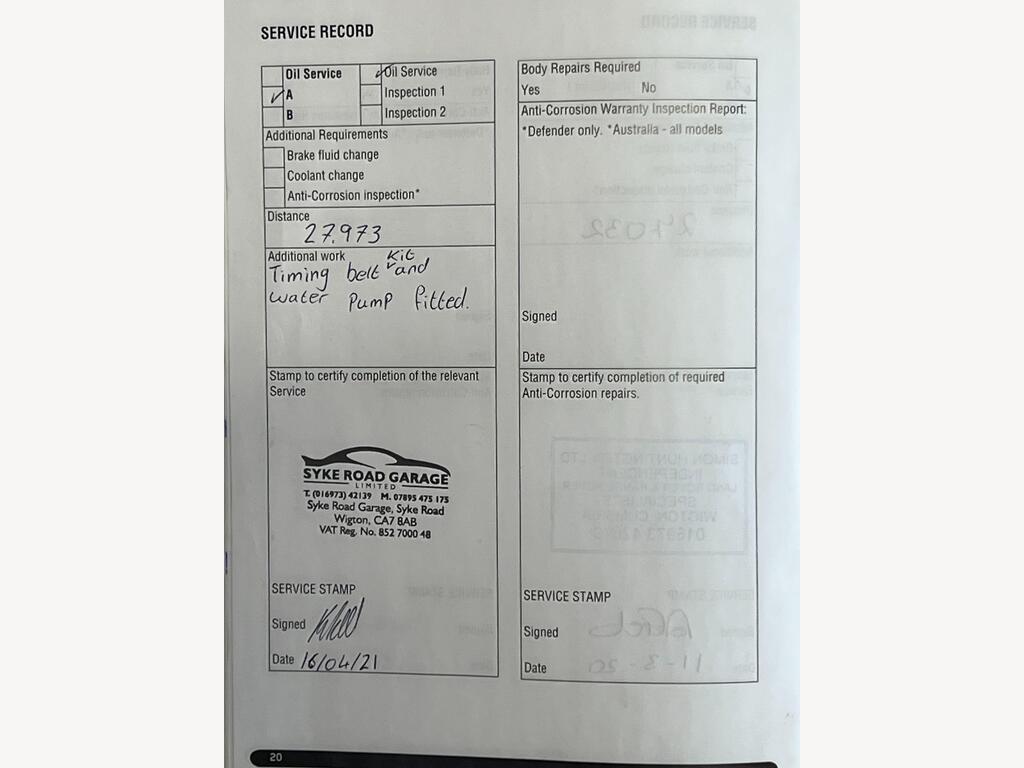 SERVICE RECORD
Oil Service
A
B
Oil Service
Inspection 1
Inspection 2
Additional Requirements
Brake fluid change
Coolant change
Anti-Corrosion inspection*
Distance
27.973
Additional work
Timing belt kit and
water pump fitted.
Stamp to certify completion of the relevant
Service
SYKE ROAD GARAGE
LIMITED
T. (016973) 42139 M. 07895 475 175
Syke Road Garage, Syke Road
Wigton, CA7 8AB
VAT Reg. No. 852 7000 48
SERVICE STAMP
Signed
Date 16/04/21
Body Repairs Required
Yes No
Anti-Corrosion Warranty Inspection Report:
*Defender only. *Australia - all models
Signed
Date
Stamp to certify completion of required
Anti-Corrosion repairs.
SERVICE STAMP
Signed
Date
20